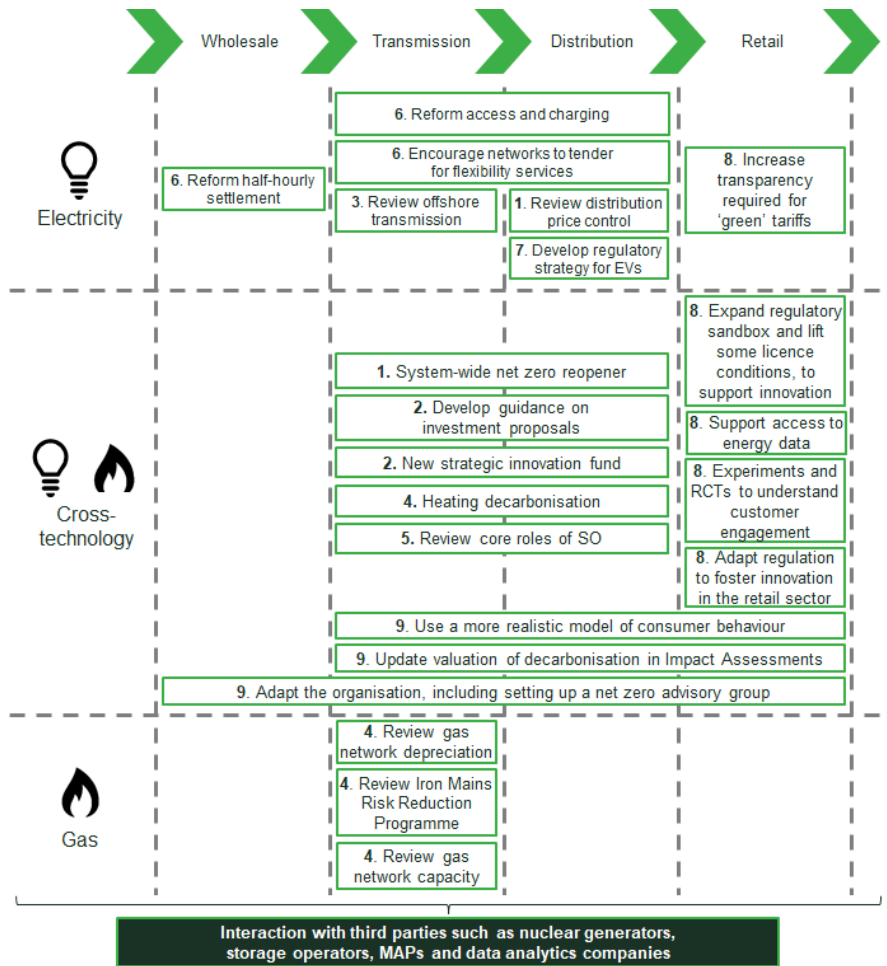 Wholesale
Transmission
Distribution
Retail
Electricity
6. Reform half-hourly
settlement
6. Reform access and charging
6. Encourage networks to tender
for flexibility services
3. Review offshore
transmission
1. Review distribution
price control
7. Develop regulatory
strategy for EVs
8. Increase
transparency
required for
‘green’ tariffs
Cross-
technology
1. System-wide net zero reopener
2. Develop guidance on
investment proposals
2. New strategic innovation fund
4. Heating decarbonisation
5. Review core roles of SO
8. Expand regulatory
sandbox and lift
some licence
conditions, to
support innovation
8. Support access to
energy data
8. Experiments and
RCTs to understand
customer
engagement
8. Adapt regulation
to foster innovation
in the retail sector
9. Use a more realistic model of consumer behaviour
9. Update valuation of decarbonisation in Impact Assessments
9. Adapt the organisation, including setting up a net zero advisory group
Gas
4. Review gas
network depreciation
4. Review Iron Mains
Risk Reduction
Programme
4. Review gas
network capacity
Interaction with third parties such as nuclear generators,
storage operators, MAPs and data analytics companies